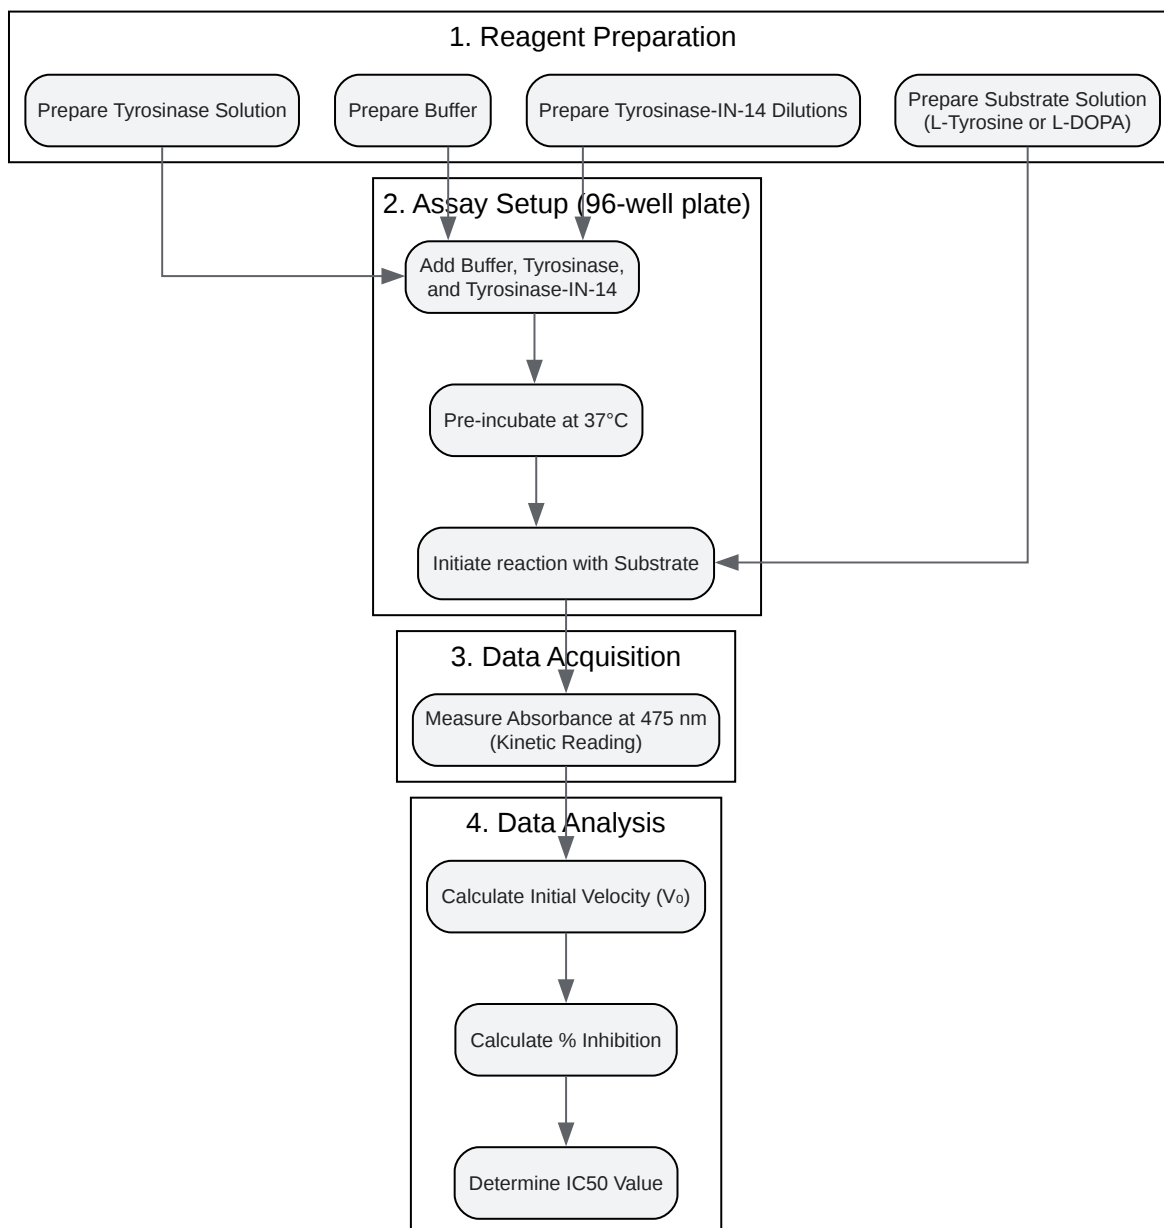 1. Reagent Preparation
Prepare Tyrosinase Solution
Prepare Buffer
Prepare Tyrosinase-IN-14 Dilutions
Prepare Substrate Solution
(L-Tyrosine or L-DOPA)
2. Assay Setup (96-well plate)
Add Buffer, Tyrosinase,
and Tyrosinase-IN-14
Pre-incubate at 37°C
Initiate reaction with Substrate
3. Data Acquisition
Measure Absorbance at 475 nm
(Kinetic Reading)
4. Data Analysis
Calculate Initial Velocity (V₀)
Calculate % Inhibition
Determine IC50 Value